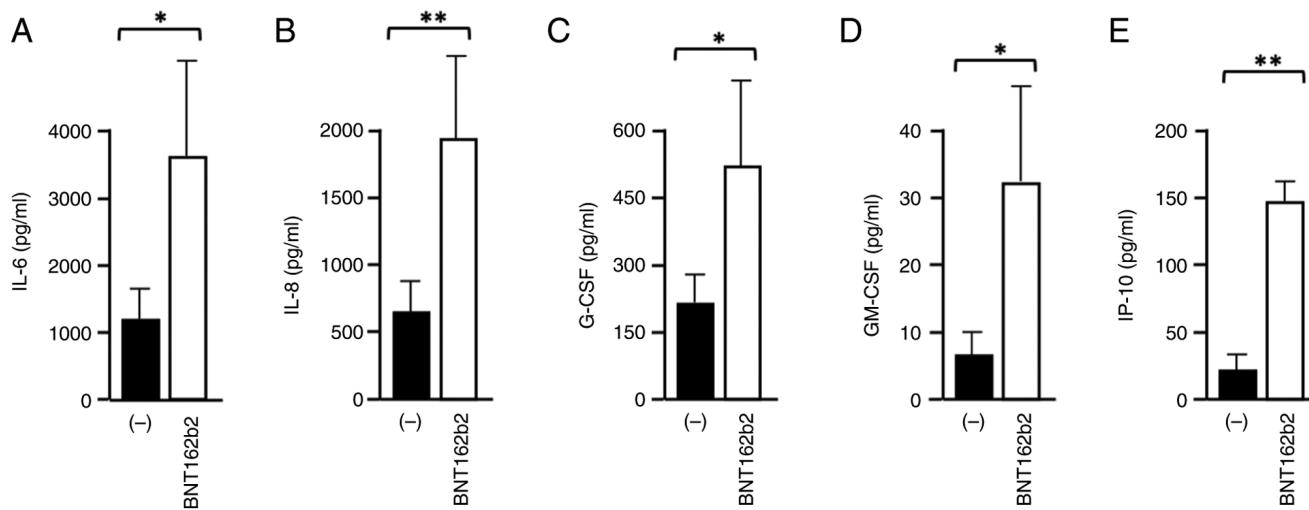 A
*
IL-6 (pg/ml)
4000
3000
2000
1000
0
(–)
BNT162b2
B
**
IL-8 (pg/ml)
2000
1500
1000
500
0
(–)
BNT162b2
C
*
G-CSF (pg/ml)
600
450
300
150
0
(–)
BNT162b2
D
*
GM-CSF (pg/ml)
40
30
20
10
0
(–)
BNT162b2
E
**
IP-10 (pg/ml)
200
150
100
50
0
(–)
BNT162b2